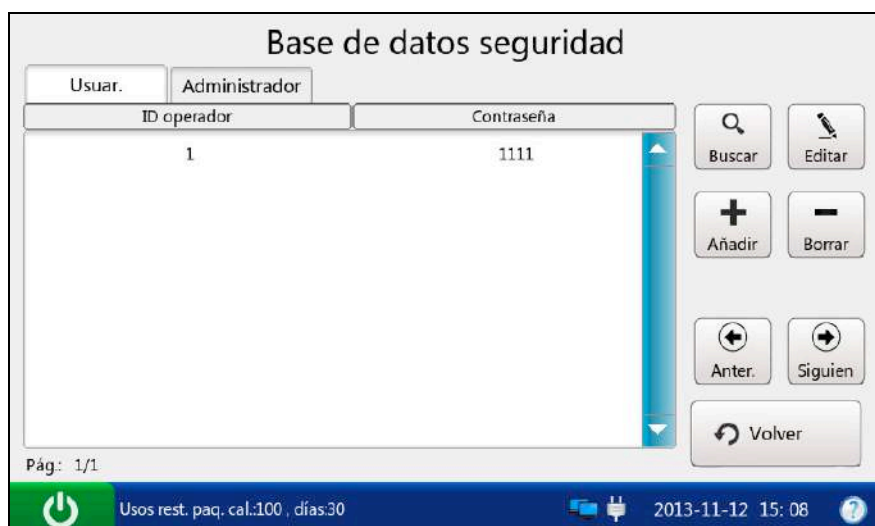 Base de datos seguridad
Usuar. Administrador
ID operador Contraseña
1 1111
Buscar Editar
Añadir Borrar
Anter. Siguien
Volver
Pág.: 1/1
Usos rest. paq. cal.:100 , días:30 2013-11-12 15: 08 ?